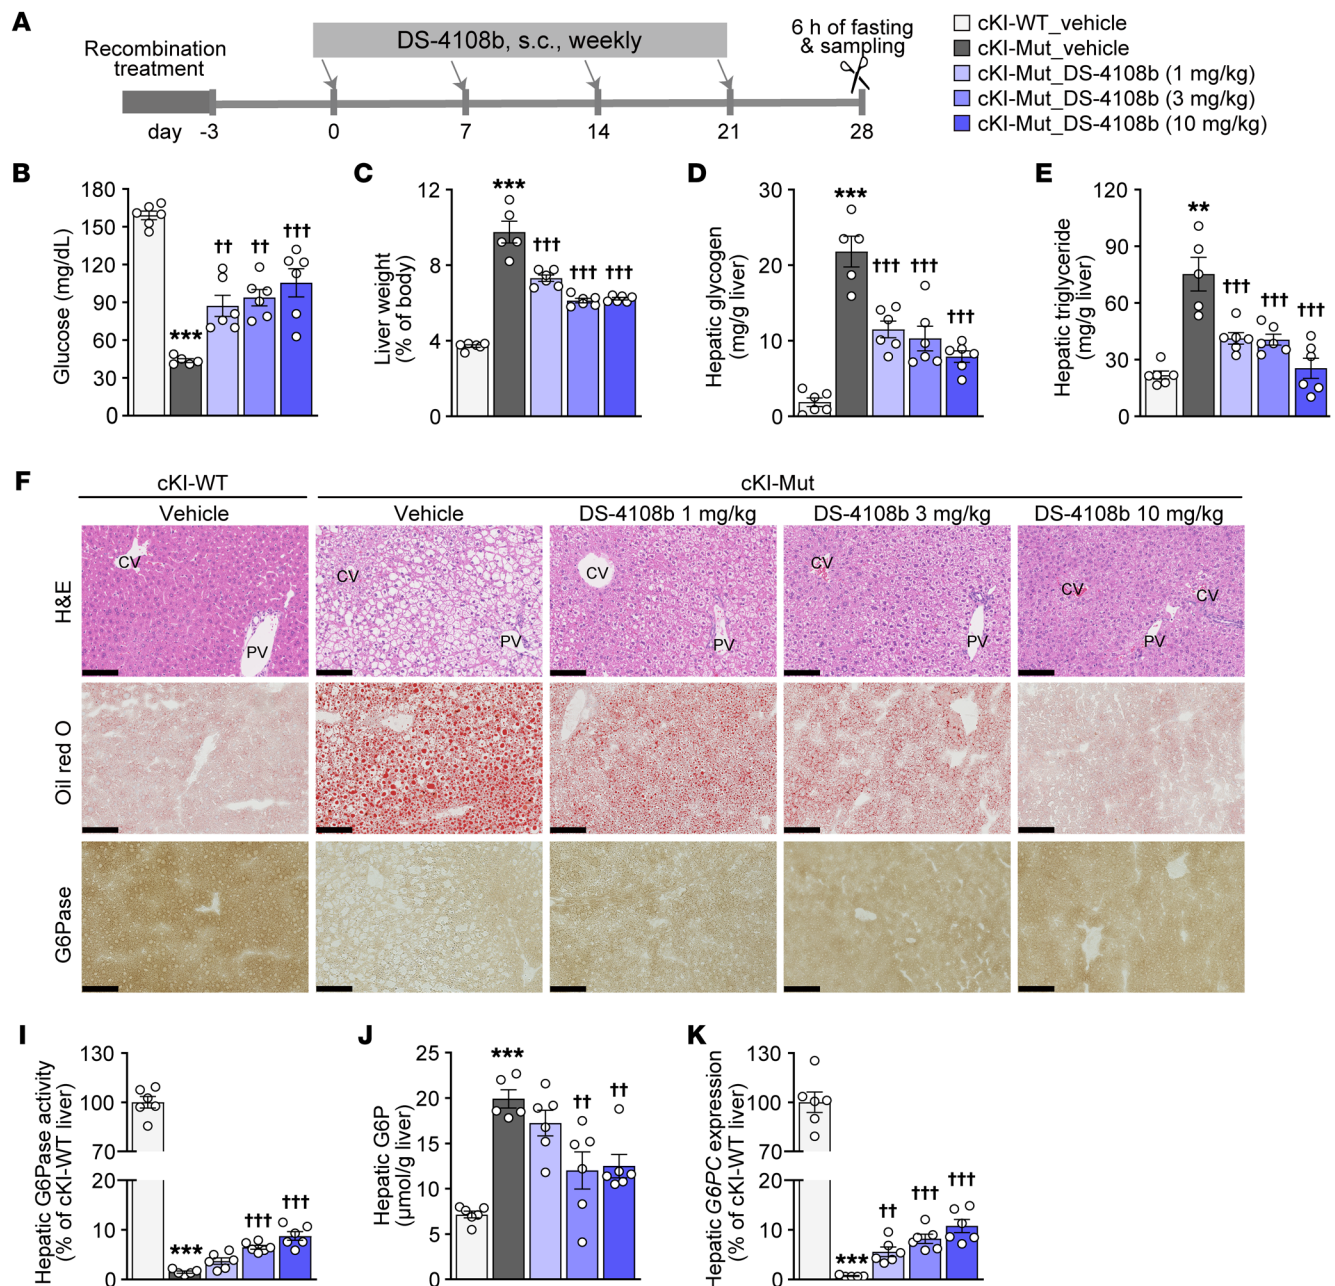 A
Recombination
treatment
DS-4108b, s.c., weekly
6 h of fasting
& sampling
day -3 0 7 14 21 28
cKI-WT_vehicle
cKI-Mut_vehicle
cKI-Mut_DS-4108b (1 mg/kg)
cKI-Mut_DS-4108b (3 mg/kg)
cKI-Mut_DS-4108b (10 mg/kg)
B
Glucose (mg/dL)
180
150
120
90
60
30
0
***
††
††
†††
C
Liver weight
(% of body)
12
8
4
0
***
†††
†††
†††
D
Hepatic glycogen
(mg/g liver)
30
20
10
0
***
†††
†††
†††
E
Hepatic triglyceride
(mg/g liver)
120
90
60
30
0
**
†††
†††
†††
F
cKI-WT
cKI-Mut
Vehicle
Vehicle
DS-4108b 1 mg/kg
DS-4108b 3 mg/kg
DS-4108b 10 mg/kg
H&E
CV
PV
CV
PV
CV
PV
CV
PV
CV
CV
PV
Oil red O
G6Pase
I
Hepatic G6Pase activity
(% of cKI-WT liver)
130
100
70
20
10
0
***
†††
†††
J
Hepatic G6P
(µmol/g liver)
25
20
15
10
5
0
***
††
††
K
Hepatic G6PC expression
(% of cKI-WT liver)
130
100
70
20
10
0
***
††
†††
†††